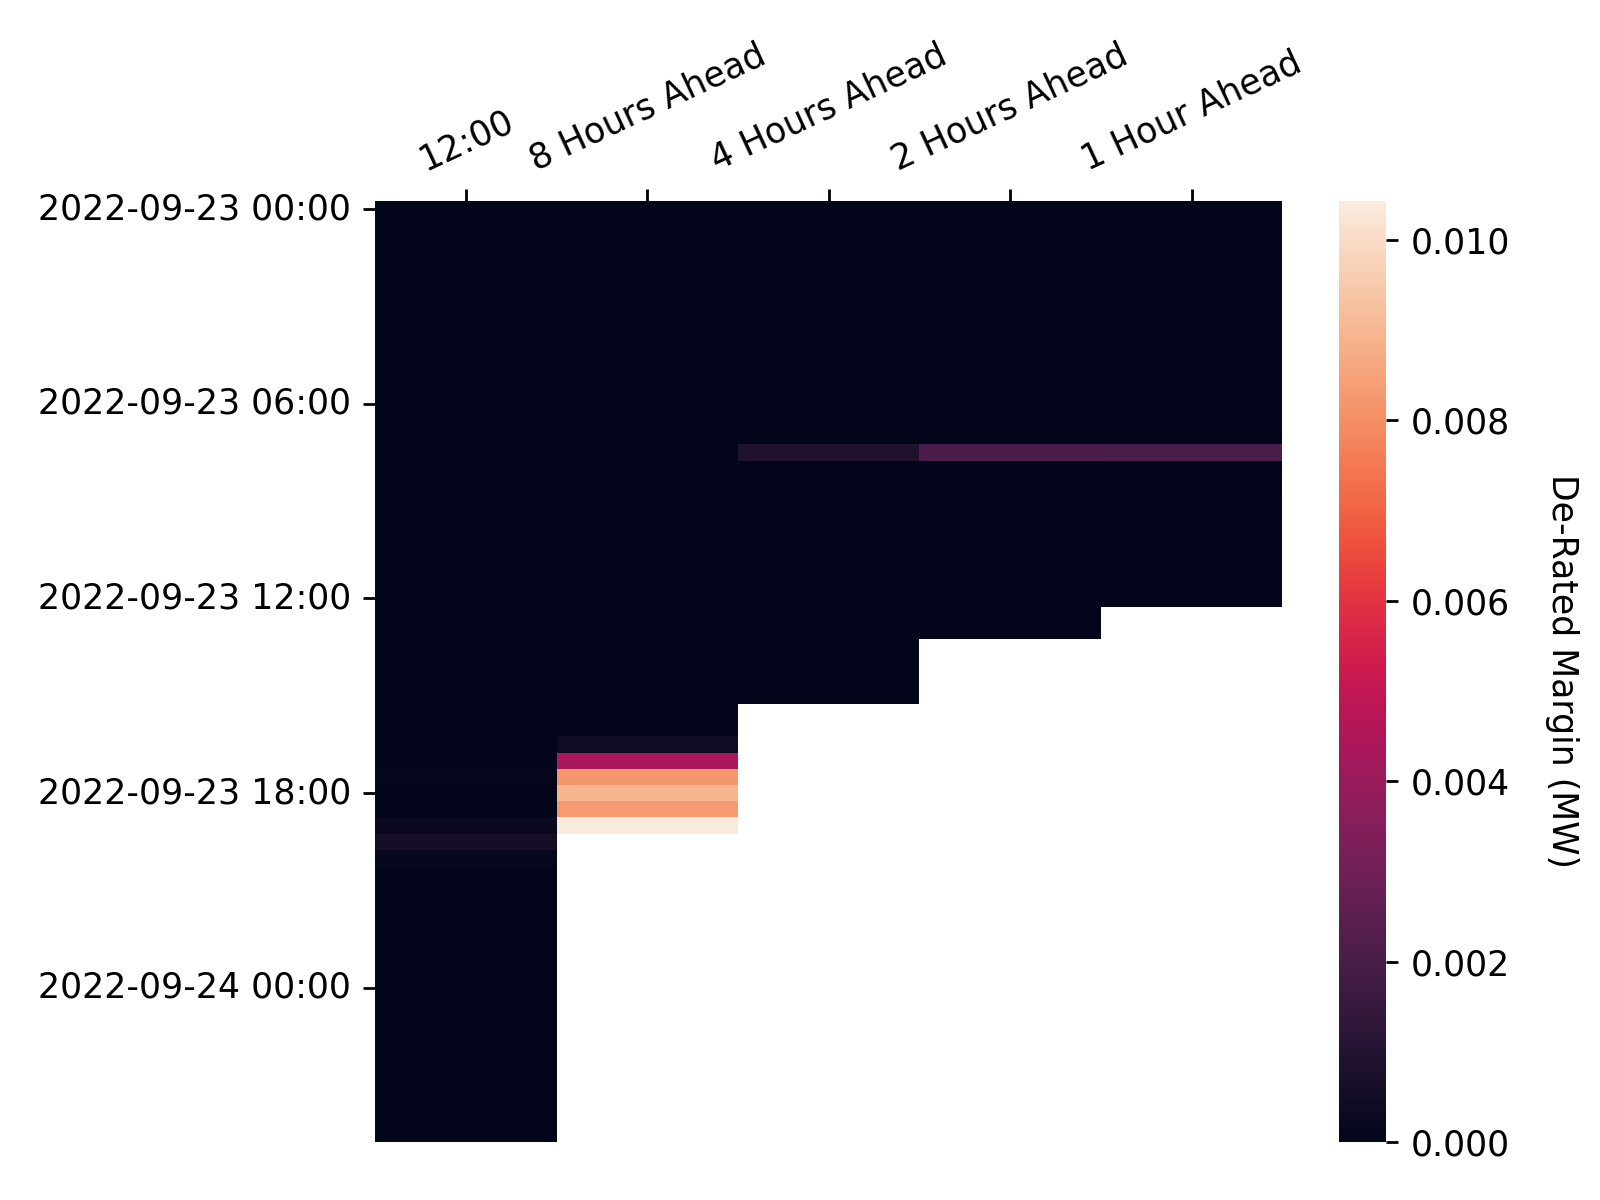 12:00
8 Hours Ahead
4 Hours Ahead
2 Hours Ahead
1 Hour Ahead
2022-09-23 00:00
2022-09-23 06:00
2022-09-23 12:00
2022-09-23 18:00
2022-09-24 00:00
0.010
0.008
0.006
0.004
0.002
0.000
De-Rated Margin (MW)